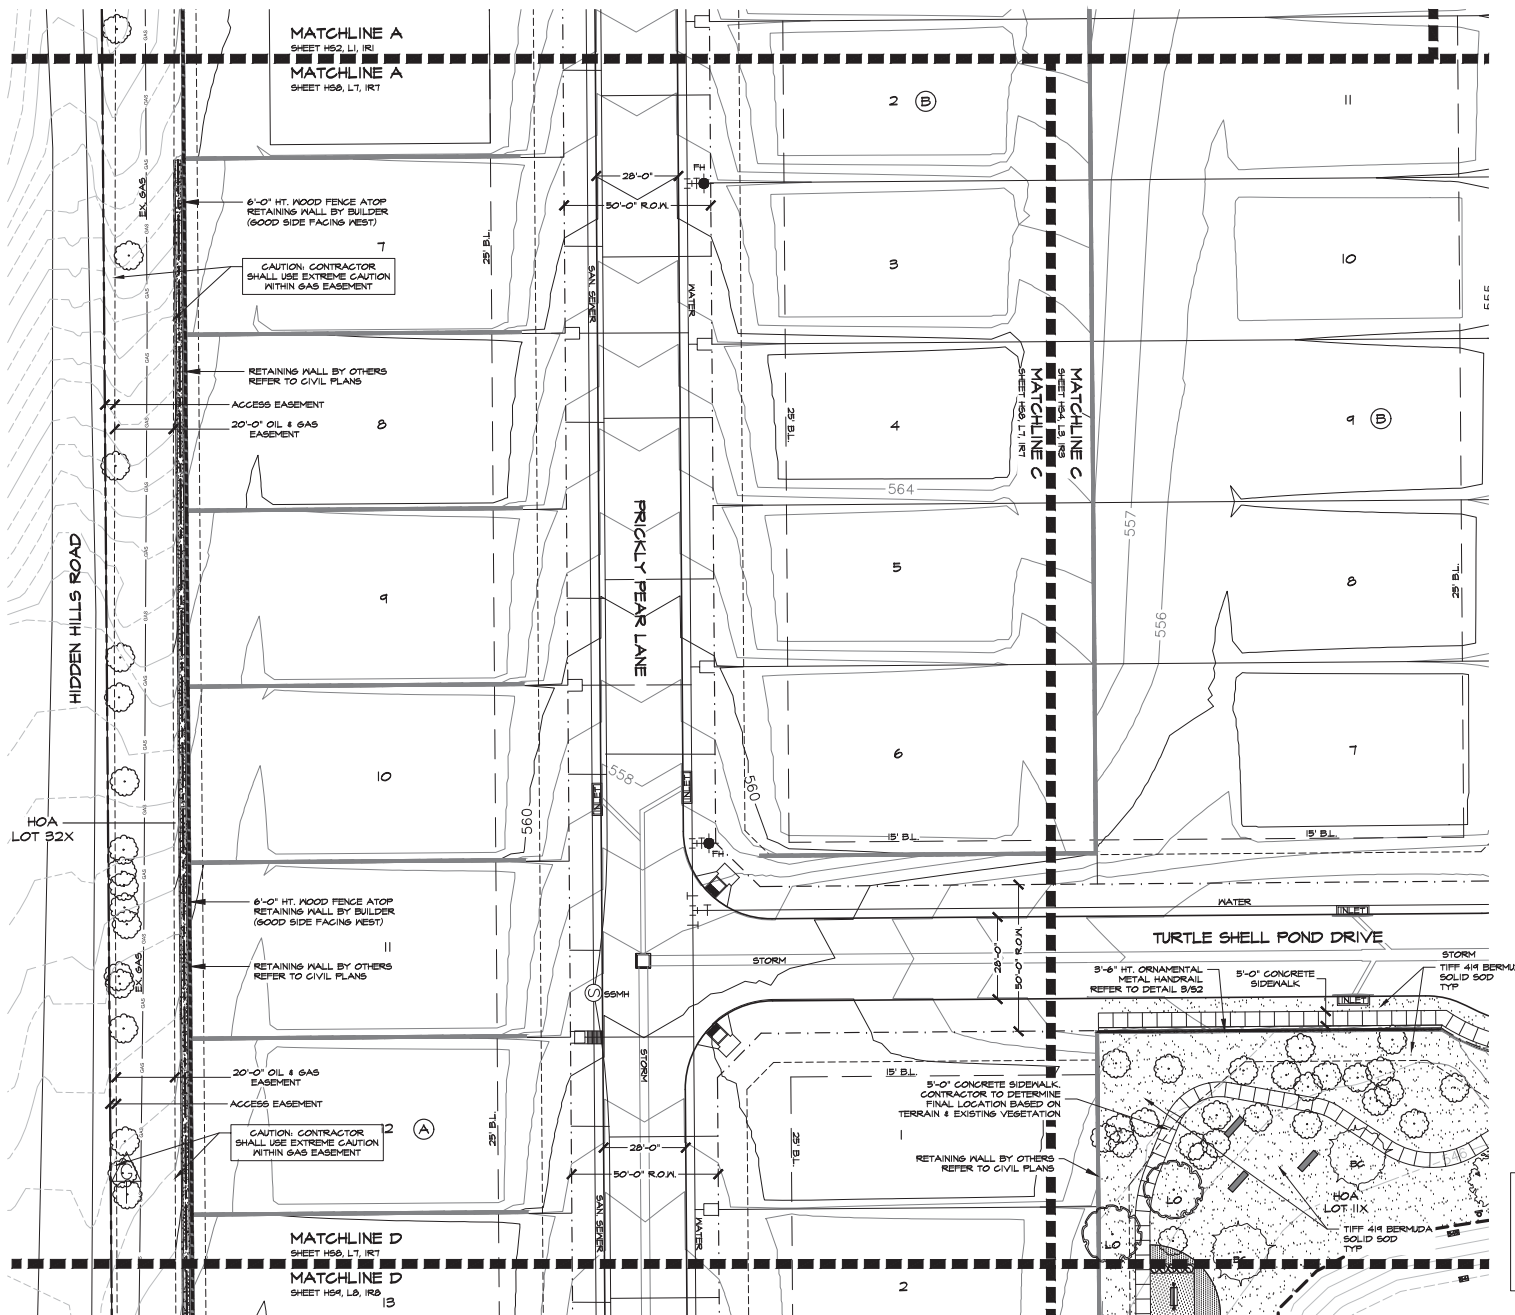 MATCHLINE A
SHEET HS2, L1, IR1
MATCHLINE A
SHEET HS8, L7, IR7
2
B
11
EX. GAS
6'-0" HT. WOOD FENCE ATOP
RETAINING WALL BY BUILDER
(GOOD SIDE FACING WEST)
7
28'-0"
50'-0" R.O.W.
FH
25' B.L.
CAUTION: CONTRACTOR
SHALL USE EXTREME CAUTION
WITHIN GAS EASEMENT
SAN. SEWER
WATER
3
10
555
RETAINING WALL BY OTHERS
REFER TO CIVIL PLANS
ACCESS EASEMENT
20'-0" OIL & GAS
EASEMENT
8
25' B.L.
4
MATCHLINE C
SHEET HS8, L7, IR7
MATCHLINE C
SHEET HS4, L3, IR3
9
B
564
557
HIDDEN HILLS ROAD
PRICKLY PEAR LANE
9
5
8
25' B.L.
556
10
6
7
558
560
560
INLET
INLET
15' B.L.
15' B.L.
HOA
LOT 32X
FH
6'-0" HT. WOOD FENCE ATOP
RETAINING WALL BY BUILDER
(GOOD SIDE FACING WEST)
11
EX. GAS
RETAINING WALL BY OTHERS
REFER TO CIVIL PLANS
WATER
INLET
TURTLE SHELL POND DRIVE
28'-0"
50'-0" R.O.W.
STORM
STORM
S
SSMH
3'-6" HT. ORNAMENTAL
METAL HANDRAIL
REFER TO DETAIL 3/S2
5'-0" CONCRETE
SIDEWALK
TIFF 419 BERMU
SOLID SOD
TYP
INLET
20'-0" OIL & GAS
EASEMENT
ACCESS EASEMENT
STORM
15' B.L.
5'-0" CONCRETE SIDEWALK.
CONTRACTOR TO DETERMINE
FINAL LOCATION BASED ON
TERRAIN & EXISTING VEGETATION
CAUTION: CONTRACTOR
SHALL USE EXTREME CAUTION
WITHIN GAS EASEMENT
12
A
25' B.L.
28'-0"
50'-0" R.O.W.
25' B.L.
1
RETAINING WALL BY OTHERS
REFER TO CIVIL PLANS
BC
LO
HOA
LOT 11X
TIFF 419 BERMUDA
SOLID SOD
TYP
LO
BC
SAN. SEWER
WATER
MATCHLINE D
SHEET HS8, L7, IR7
MATCHLINE D
SHEET HS9, L8, IR8
13
2